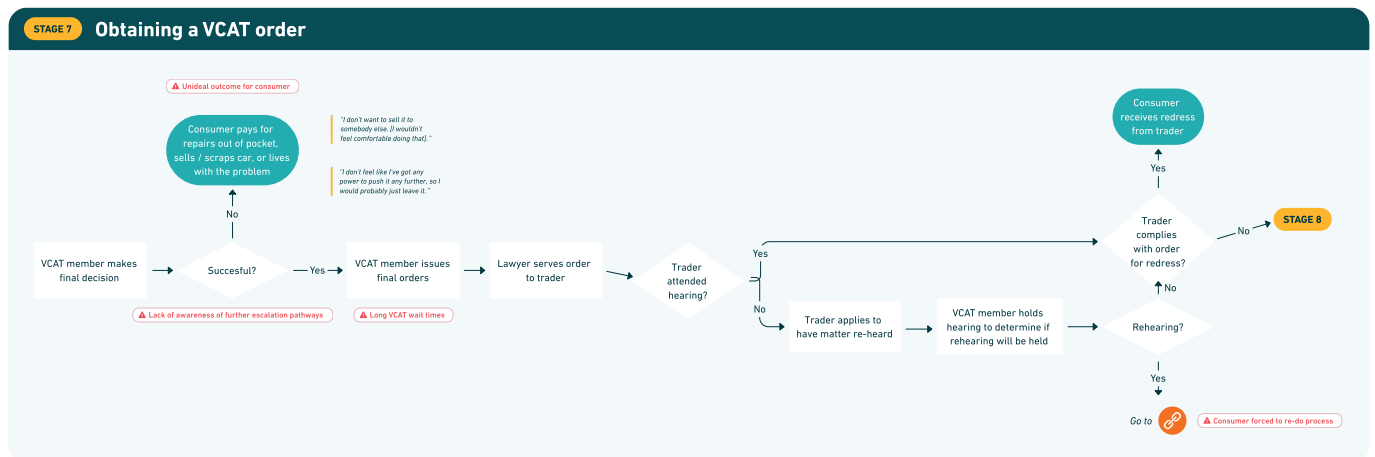 STAGE 7
Obtaining a VCAT order
Unideal outcome for consumer
Consumer pays for
repairs out of pocket,
sells / scraps car, or lives
with the problem
"I don't want to sell it to
somebody else. [I wouldn't
feel comfortable doing that]. "
"I don't feel like I've got any
power to push it any further, so I
would probably just leave it."
No
VCAT member makes
final decision
Succesful?
Yes
VCAT member issues
final orders
Lawyer serves order
to trader
Lack of awareness of further escalation pathways
Long VCAT wait times
Trader
attended
hearing?
Yes
No
Trader applies to
have matter re-heard
VCAT member holds
hearing to determine if
rehearing will be held
Consumer
receives redress
from trader
Yes
Trader
complies
with order
for redress?
No
STAGE 8
No
Rehearing?
Yes
Go to
Consumer forced to re-do process